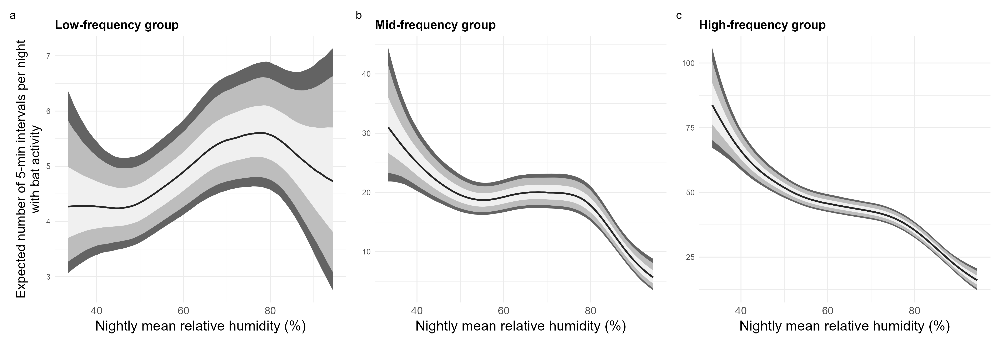 a
Low-frequency group
Expected number of 5-min intervals per night
with bat activity
7
6
5
4
3
40 60 80
Nightly mean relative humidity (%)
b
Mid-frequency group
40
30
20
10
40 60 80
Nightly mean relative humidity (%)
c
High-frequency group
100
75
50
25
40 60 80
Nightly mean relative humidity (%)